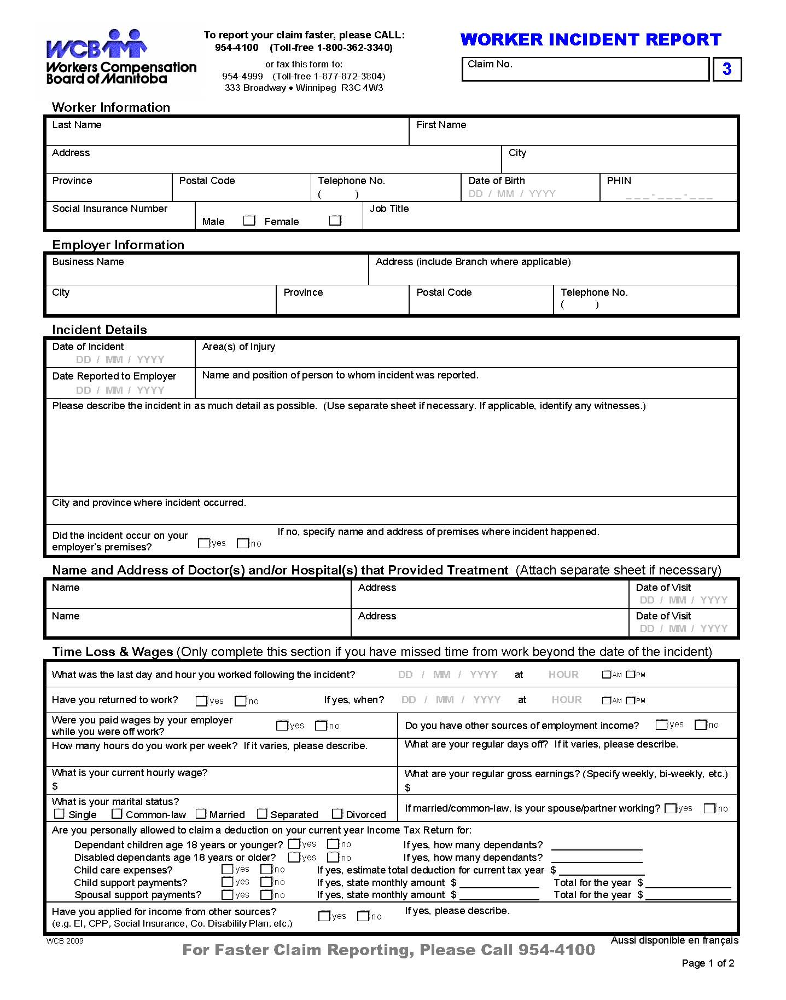 WCB
Workers Compensation
Board of Manitoba
To report your claim faster, please CALL:
954-4100 (Toll-free 1-800-362-3340)
or fax this form to:
954-4999 (Toll-free 1-877-872-3804)
333 Broadway • Winnipeg R3C 4W3
WORKER INCIDENT REPORT
Claim No.
3
Worker Information
Last Name First Name
Address City
Province Postal Code Telephone No. Date of Birth PHIN
( ) DD / MM / YYYY _ _ _ - _ _ _ - _ _ _
Social Insurance Number Job Title
Male Female
Employer Information
Business Name Address (include Branch where applicable)
City Province Postal Code Telephone No.
( )
Incident Details
Date of Incident Area(s) of Injury
DD / MM / YYYY
Date Reported to Employer Name and position of person to whom incident was reported.
DD / MM / YYYY
Please describe the incident in as much detail as possible. (Use separate sheet if necessary. If applicable, identify any witnesses.)
City and province where incident occurred.
Did the incident occur on your If no, specify name and address of premises where incident happened.
employer's premises? yes no
Name and Address of Doctor(s) and/or Hospital(s) that Provided Treatment (Attach separate sheet if necessary)
Name Address Date of Visit
DD / MM / YYYY
Name Address Date of Visit
DD / MM / YYYY
Time Loss & Wages (Only complete this section if you have missed time from work beyond the date of the incident)
What was the last day and hour you worked following the incident? DD / MM / YYYY at HOUR AM PM
Have you returned to work? yes no If yes, when? DD / MM / YYYY at HOUR AM PM
Were you paid wages by your employer
while you were off work? yes no Do you have other sources of employment income? yes no
How many hours do you work per week? If it varies, please describe. What are your regular days off? If it varies, please describe.
What is your current hourly wage? What are your regular gross earnings? (Specify weekly, bi-weekly, etc.)
$ $
What is your marital status?
Single Common-law Married Separated Divorced If married/common-law, is your spouse/partner working? yes no
Are you personally allowed to claim a deduction on your current year Income Tax Return for:
Dependant children age 18 years or younger? yes no If yes, how many dependants?
Disabled dependants age 18 years or older? yes no If yes, how many dependants?
Child care expenses? yes no If yes, estimate total deduction for current tax year $
Child support payments? yes no If yes, state monthly amount $ Total for the year $
Spousal support payments? yes no If yes, state monthly amount $ Total for the year $
Have you applied for income from other sources? yes no If yes, please describe.
(e.g. EI, CPP, Social Insurance, Co. Disability Plan, etc.)
WCB 2009
Aussi disponible en français
For Faster Claim Reporting, Please Call 954-4100
Page 1 of 2